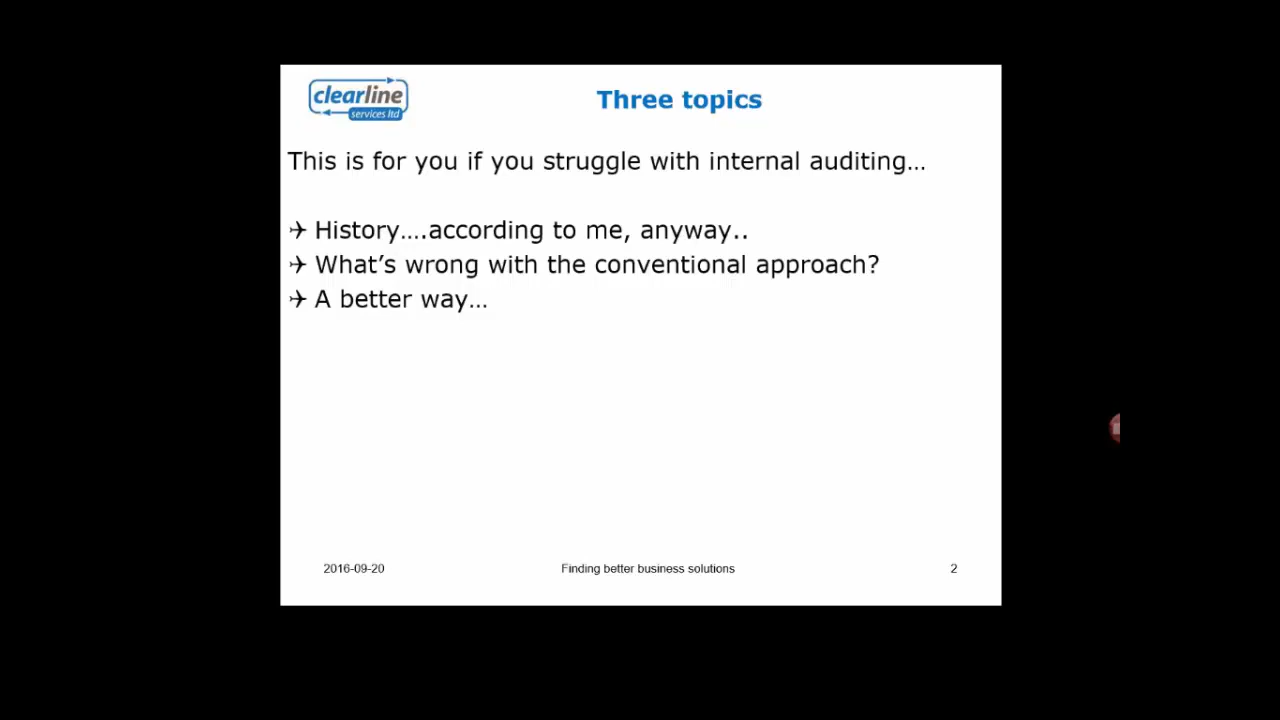 clearline
services ltd
Three topics
This is for you if you struggle with internal auditing…
✈ History….according to me, anyway..
✈ What’s wrong with the conventional approach?
✈ A better way…
2016-09-20
Finding better business solutions
2